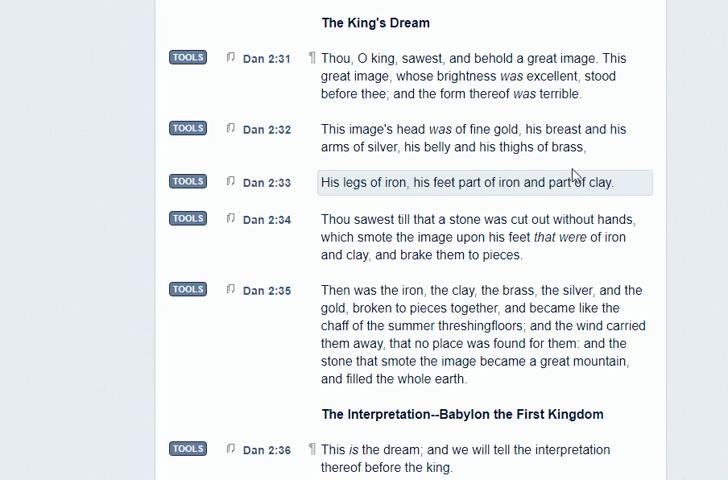 The King's Dream
TOOLS Dan 2:31 ¶ Thou, O king, sawest, and behold a great image. This
great image, whose brightness was excellent, stood
before thee; and the form thereof was terrible.
TOOLS Dan 2:32 This image's head was of fine gold, his breast and his
arms of silver, his belly and his thighs of brass,
TOOLS Dan 2:33 His legs of iron, his feet part of iron and part of clay.
TOOLS Dan 2:34 Thou sawest till that a stone was cut out without hands,
which smote the image upon his feet that were of iron
and clay, and brake them to pieces.
TOOLS Dan 2:35 Then was the iron, the clay, the brass, the silver, and the
gold, broken to pieces together, and became like the
chaff of the summer threshingfloors; and the wind carried
them away, that no place was found for them: and the
stone that smote the image became a great mountain,
and filled the whole earth.
The Interpretation--Babylon the First Kingdom
TOOLS Dan 2:36 ¶ This is the dream; and we will tell the interpretation
thereof before the king.